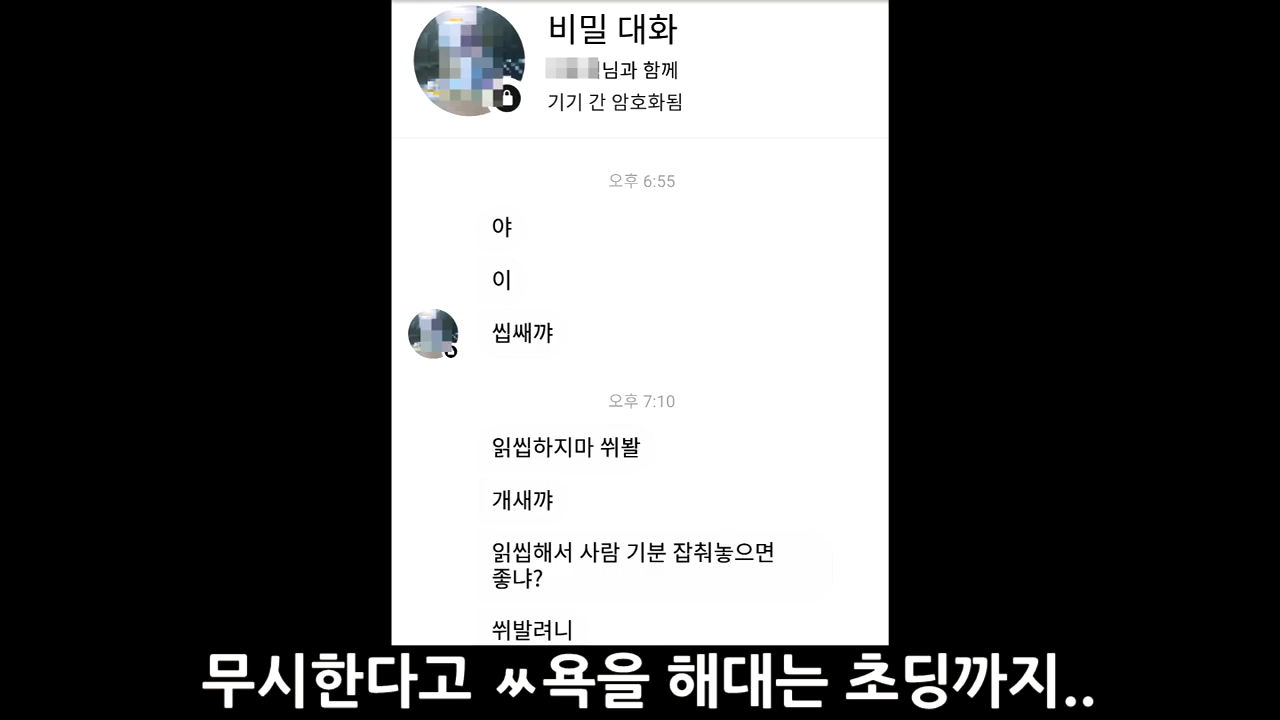 비밀 대화
님과 함께
기기 간 암호화됨
오후 6:55
야
이
씹쌔꺄
오후 7:10
읽씹하지마 쒸봘
개새꺄
읽씹해서 사람 기분 잡춰놓으면
좋냐?
쒸발려니
무시한다고 ㅆ욕을 해대는 초딩까지..